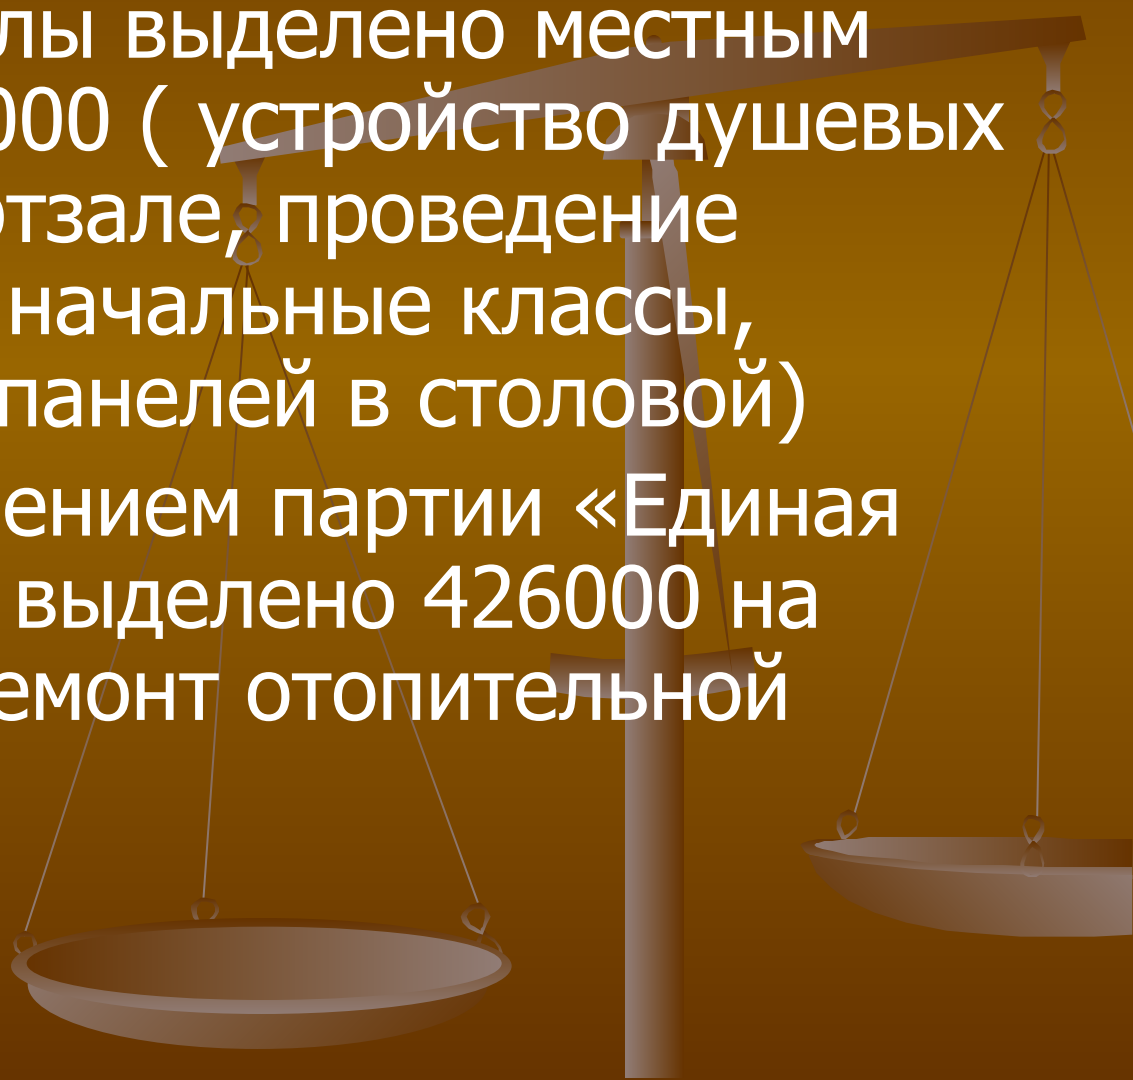 лы выделено местным
000 ( устройство душевых
отзале, проведение
начальные классы,
панелей в столовой)
ением партии «Единая
выделено 426000 на
емонт отопительной